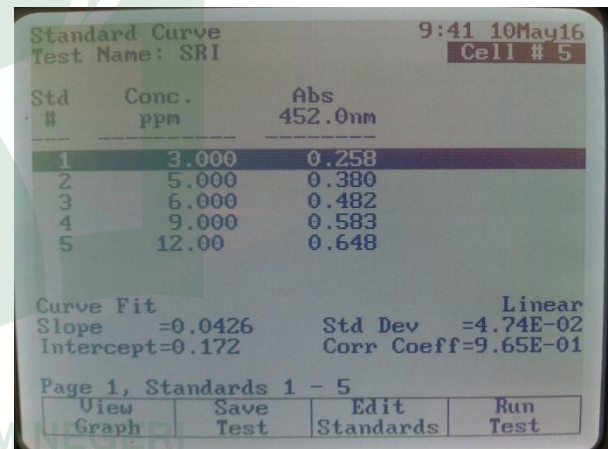 Standard Curve 9:41 10May16
Test Name: SRI Cell # 5
Std Conc. Abs
# ppm 452.0nm
1 3.000 0.258
2 5.000 0.380
3 6.000 0.482
4 9.000 0.583
5 12.00 0.648
Curve Fit Linear
Slope =0.0426 Std Dev =4.74E-02
Intercept=0.172 Corr Coeff=9.65E-01
Page 1, Standards 1 - 5
View Save Edit Run
Graph Test Standards Test
M NEGERI